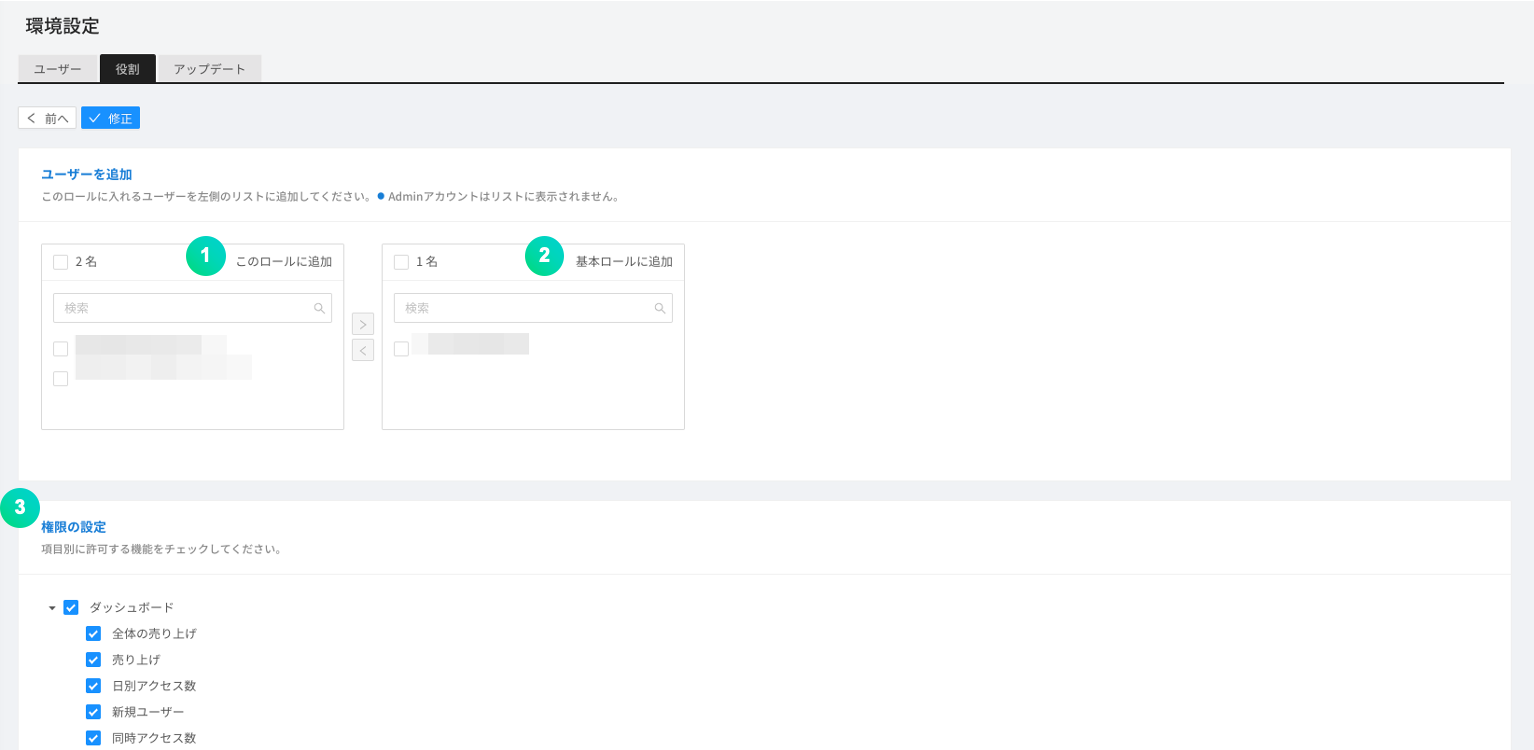 環境設定
ユーザー 役割 アップデート
前へ 修正
ユーザーを追加
このロールに入れるユーザーを左側のリストに追加してください。● Adminアカウントはリストに表示されません。
2 名 1 このロールに追加
1 名 2 基本ロールに追加
検索
検索
3
権限の設定
項目別に許可する機能をチェックしてください。
ダッシュボード
全体の売り上げ
売り上げ
日別アクセス数
新規ユーザー
同時アクセス数